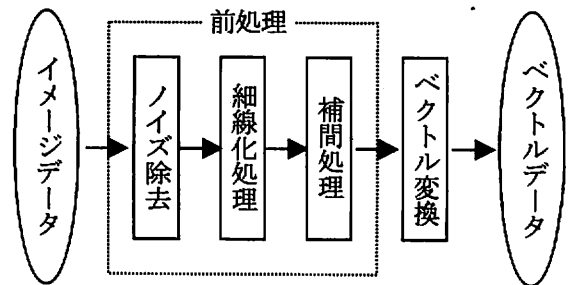 前処理
イメージデータ
ノイズ除去
細線化処理
補間処理
ベクトル変換
ベクトルデータ